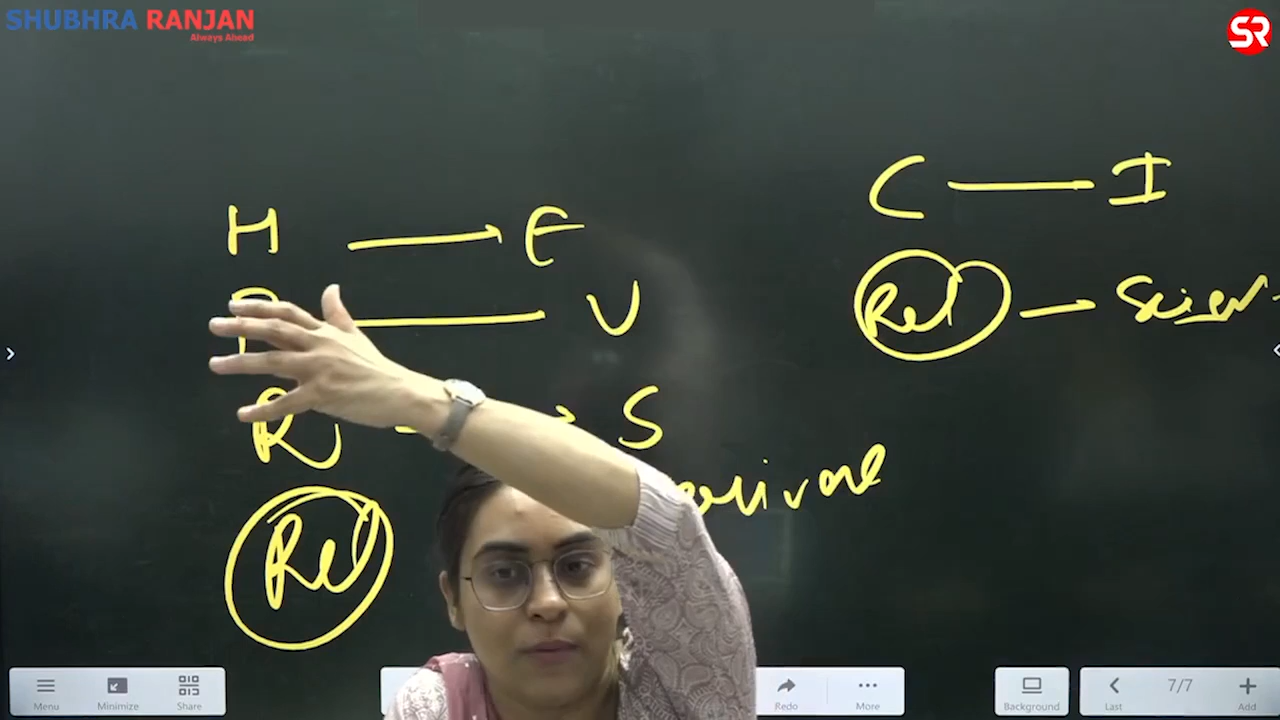 SHUBHRA RANJAN
Always Ahead
SR
C — I
H → E
Rel → Scien
— V
R → S
Rel
Menu
Minimize
Share
Redo
More
Background
Last
7/7
Add